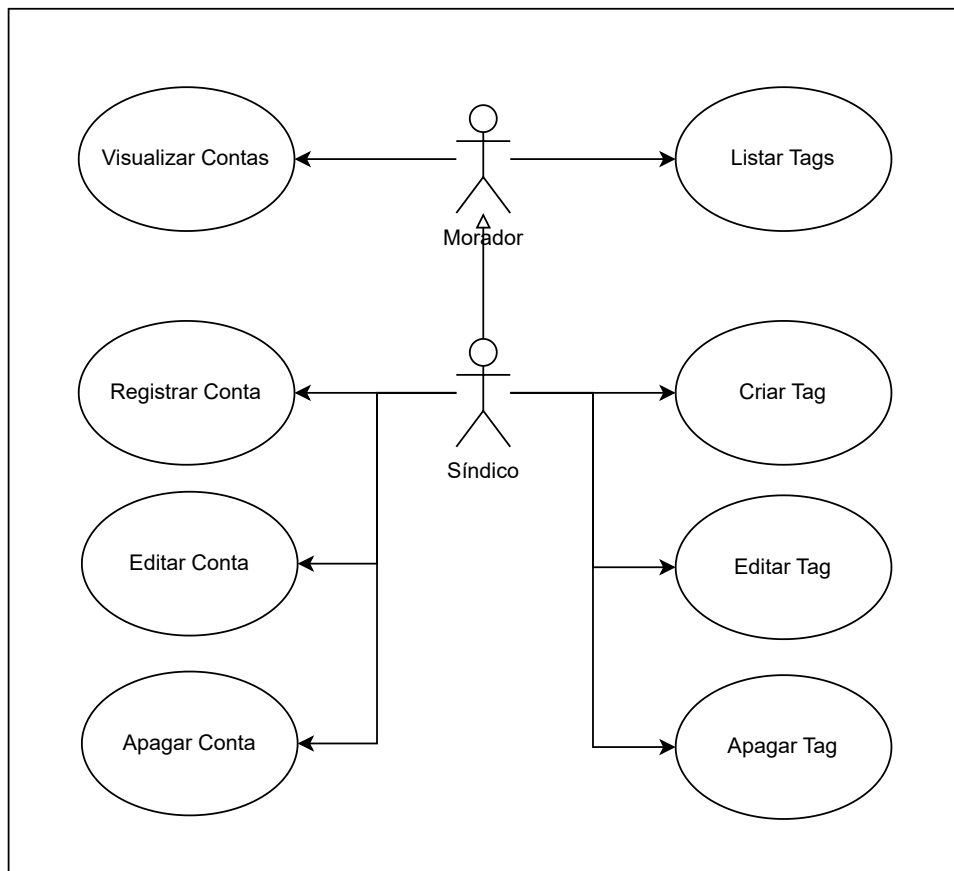 Visualizar Contas
Listar Tags
Morador
Registrar Conta
Criar Tag
Síndico
Editar Conta
Editar Tag
Apagar Conta
Apagar Tag